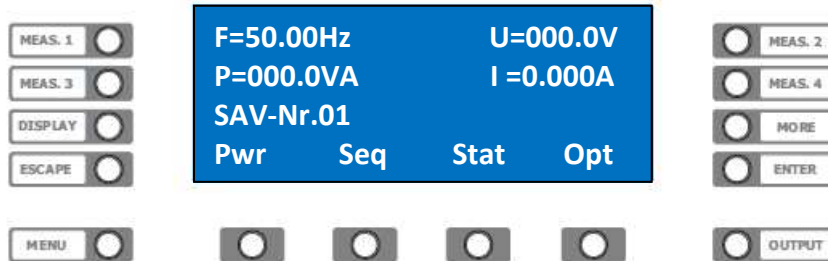 MEAS. 1 F=50.00Hz U=000.0V MEAS. 2
MEAS. 3 P=000.0VA I =0.000A MEAS. 4
DISPLAY SAV-Nr.01 MORE
ESCAPE Pwr Seq Stat Opt ENTER
MENU OUTPUT